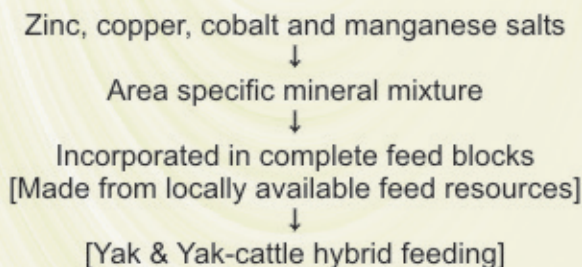 Zinc, copper, cobalt and manganese salts
↓
Area specific mineral mixture
↓
Incorporated in complete feed blocks
[Made from locally available feed resources]
↓
[Yak & Yak-cattle hybrid feeding]